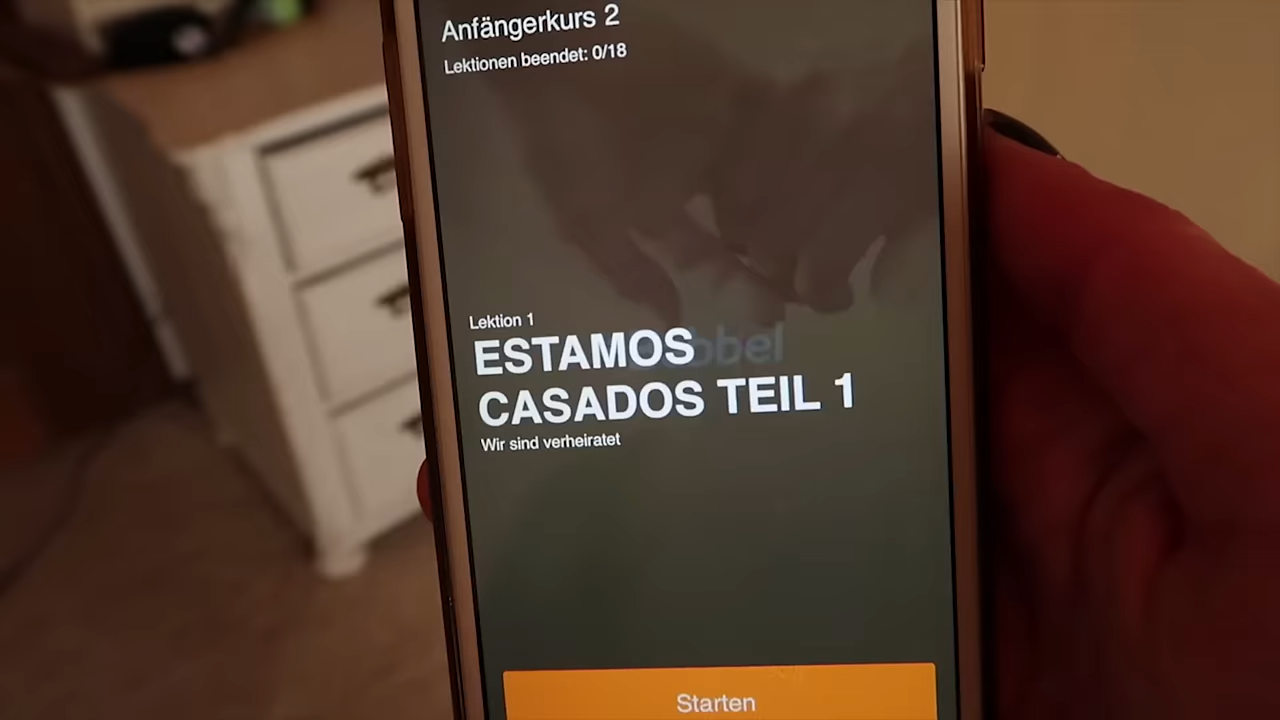 Anfängerkurs 2
Lektionen beendet: 0/18
Lektion 1
ESTAMOS
CASADOS TEIL 1
Wir sind verheiratet
Starten